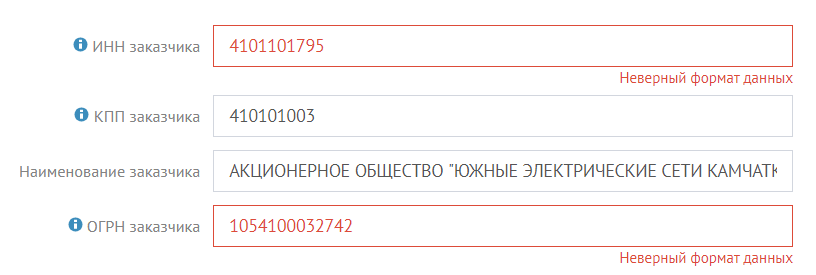 ИНН заказчика 4101101795
Неверный формат данных
КПП заказчика 410101003
Наименование заказчика АКЦИОНЕРНОЕ ОБЩЕСТВО "ЮЖНЫЕ ЭЛЕКТРИЧЕСКИЕ СЕТИ КАМЧАТК
ОГРН заказчика 1054100032742
Неверный формат данных